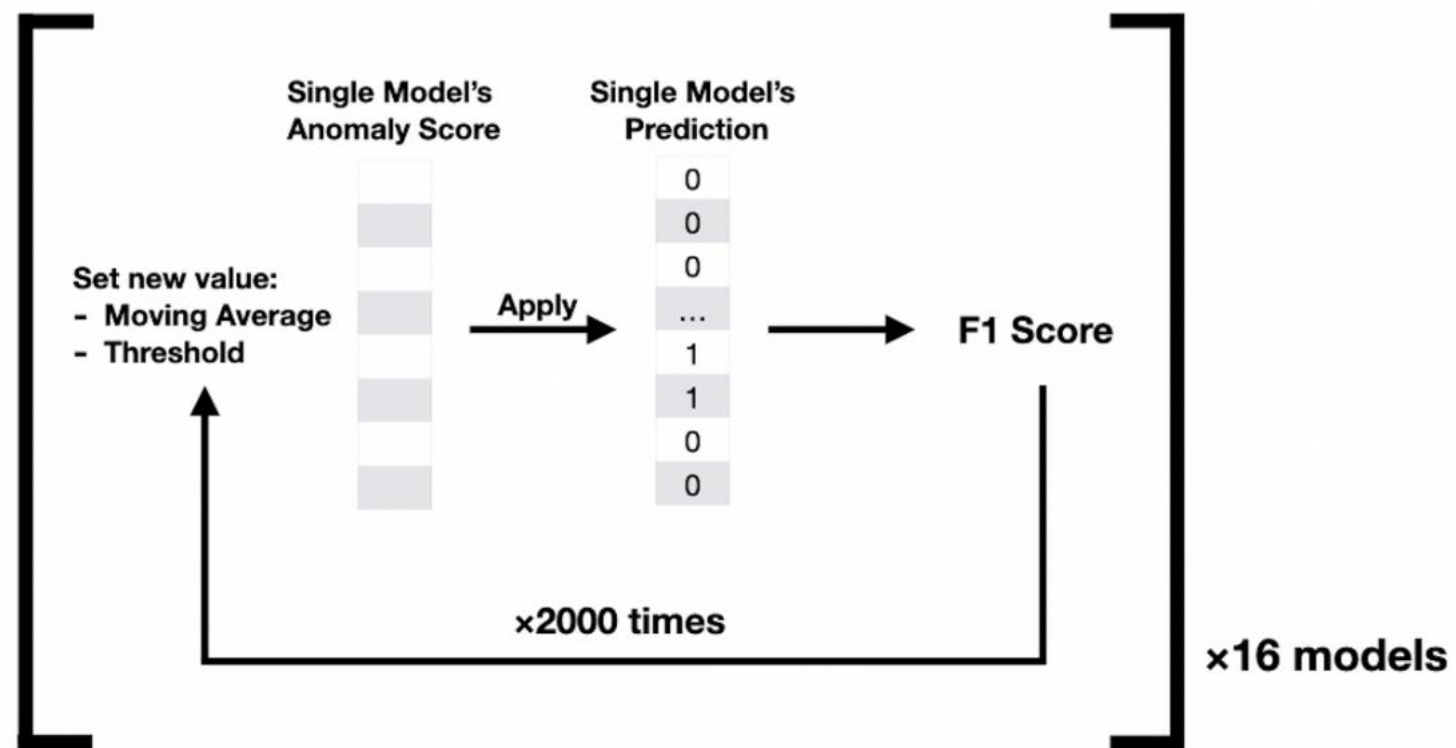 Single Model’s
Anomaly Score
Single Model’s
Prediction
0
0
0
...
1
1
0
0
Set new value:
- Moving Average
- Threshold
Apply
F1 Score
×2000 times
×16 models